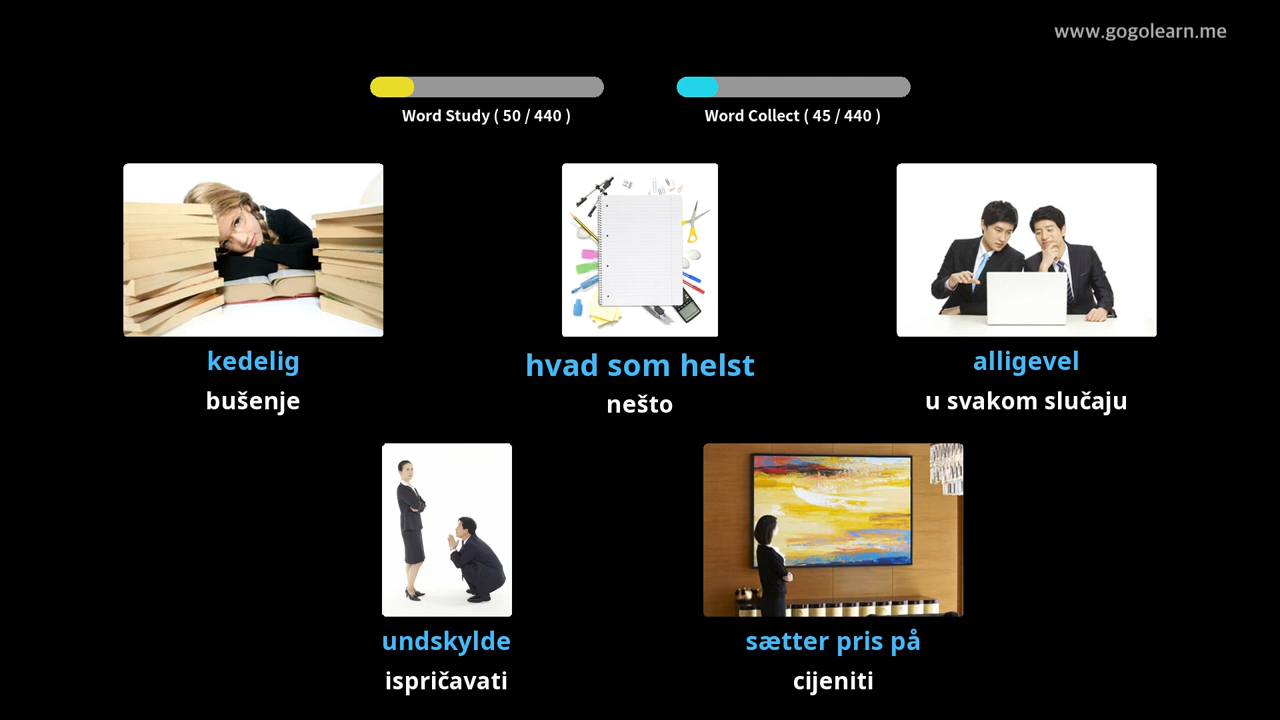 www.gogolearn.me
Word Study ( 50 / 440 )
Word Collect ( 45 / 440 )
kedelig
bušenje
hvad som helst
nešto
alligevel
u svakom slučaju
undskylde
ispričavati
sætter pris på
cijeniti